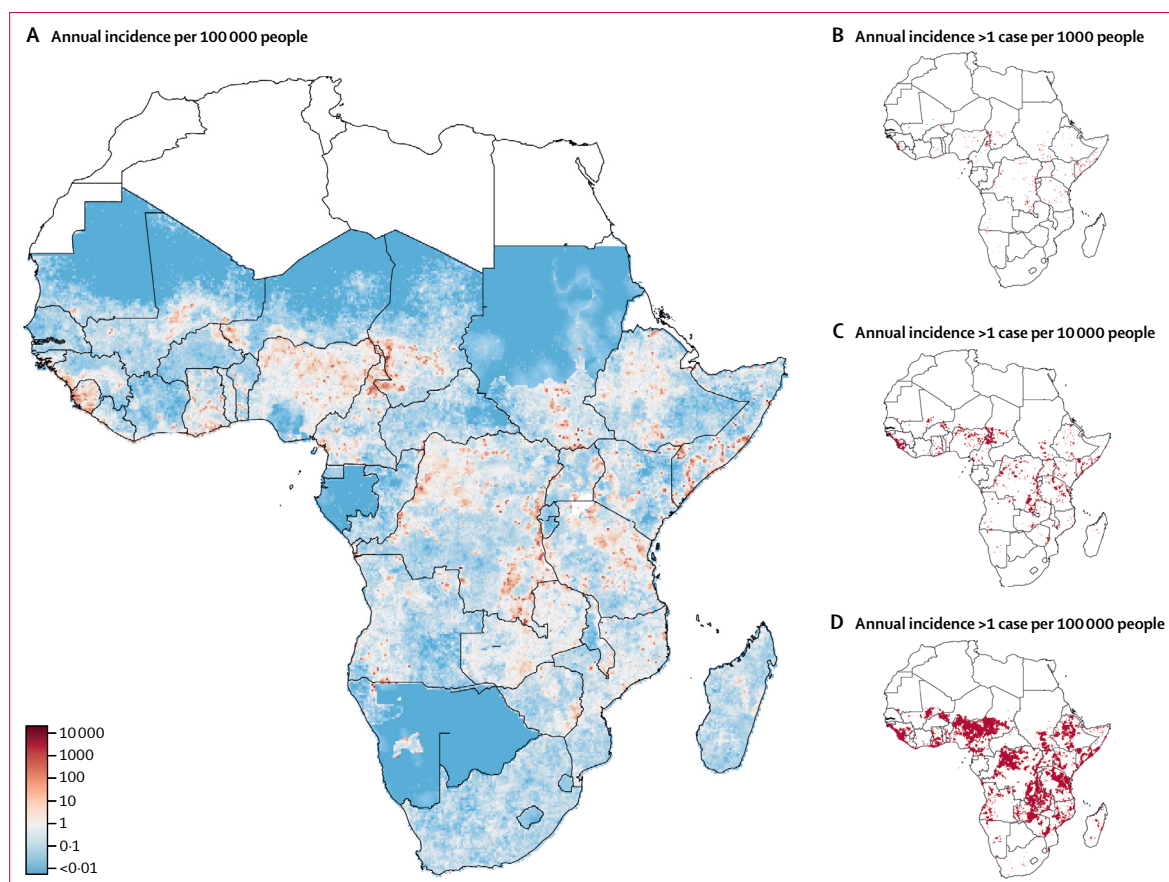 A Annual incidence per 100 000 people
B Annual incidence >1 case per 1000 people
C Annual incidence >1 case per 10 000 people
D Annual incidence >1 case per 100 000 people
10 000
1000
100
10
1
0·1
<0·01